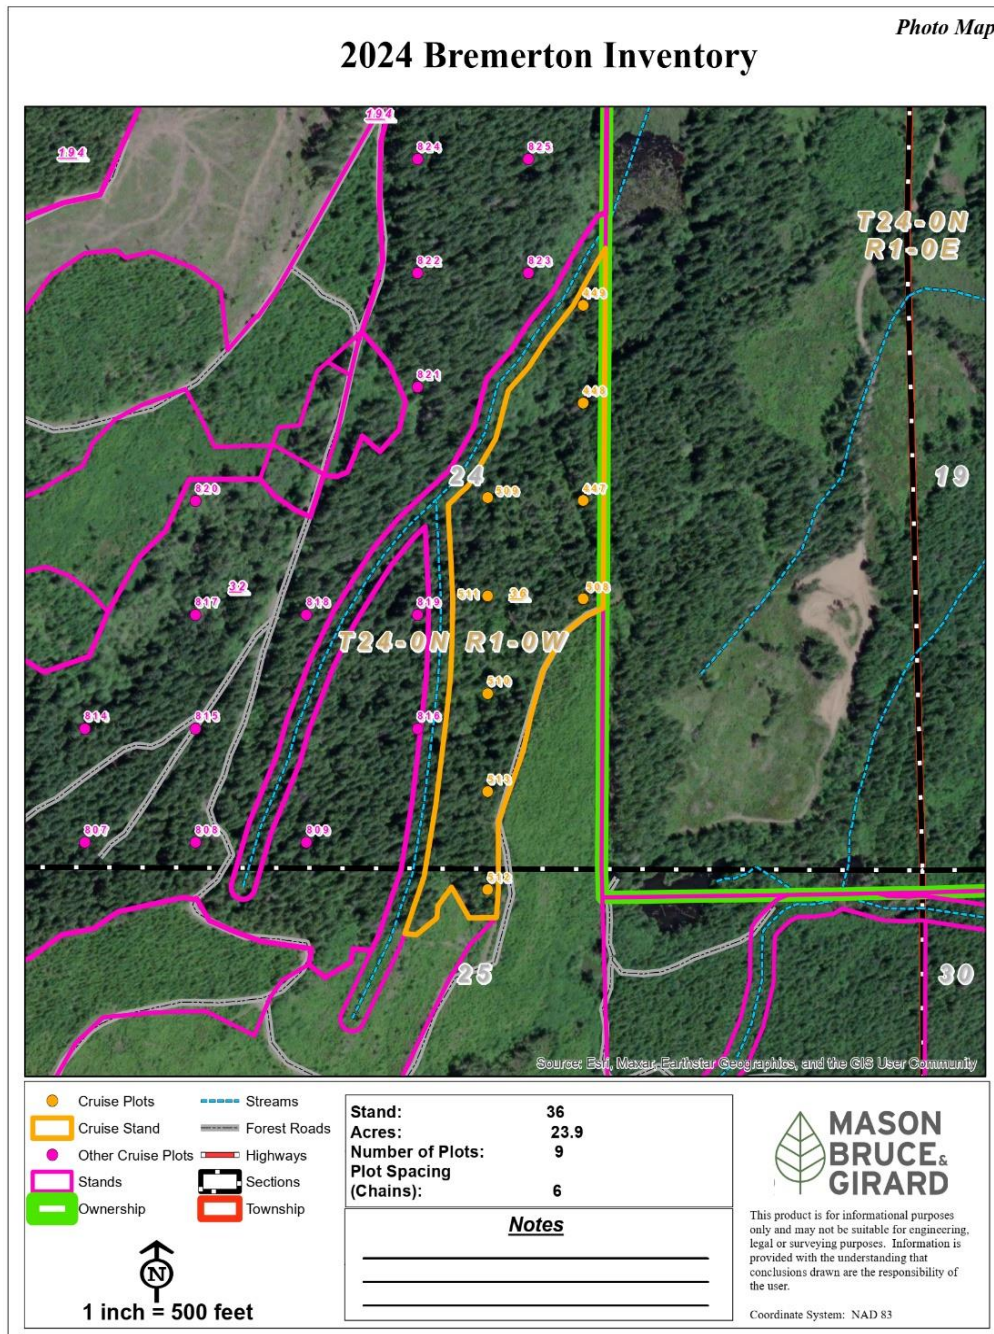 Photo Map
2024 Bremerton Inventory
194
194
824
825
T24-0N
R1-0E
822
823
443
821
448
24
19
820
509
447
32
511
36
508
817
818
819
T24-0N R1-0W
510
814
815
816
513
807
808
809
512
25
30
Source: Esri, Maxar, Earthstar Geographics, and the GIS User Community
Cruise Plots
Streams
Cruise Stand
Forest Roads
Other Cruise Plots
Highways
Stands
Sections
Ownership
Township
N
1 inch = 500 feet
Stand: 36
Acres: 23.9
Number of Plots: 9
Plot Spacing
(Chains): 6
Notes
MASON
BRUCE &
GIRARD
This product is for informational purposes
only and may not be suitable for engineering,
legal or surveying purposes. Information is
provided with the understanding that
conclusions drawn are the responsibility of
the user.
Coordinate System: NAD 83